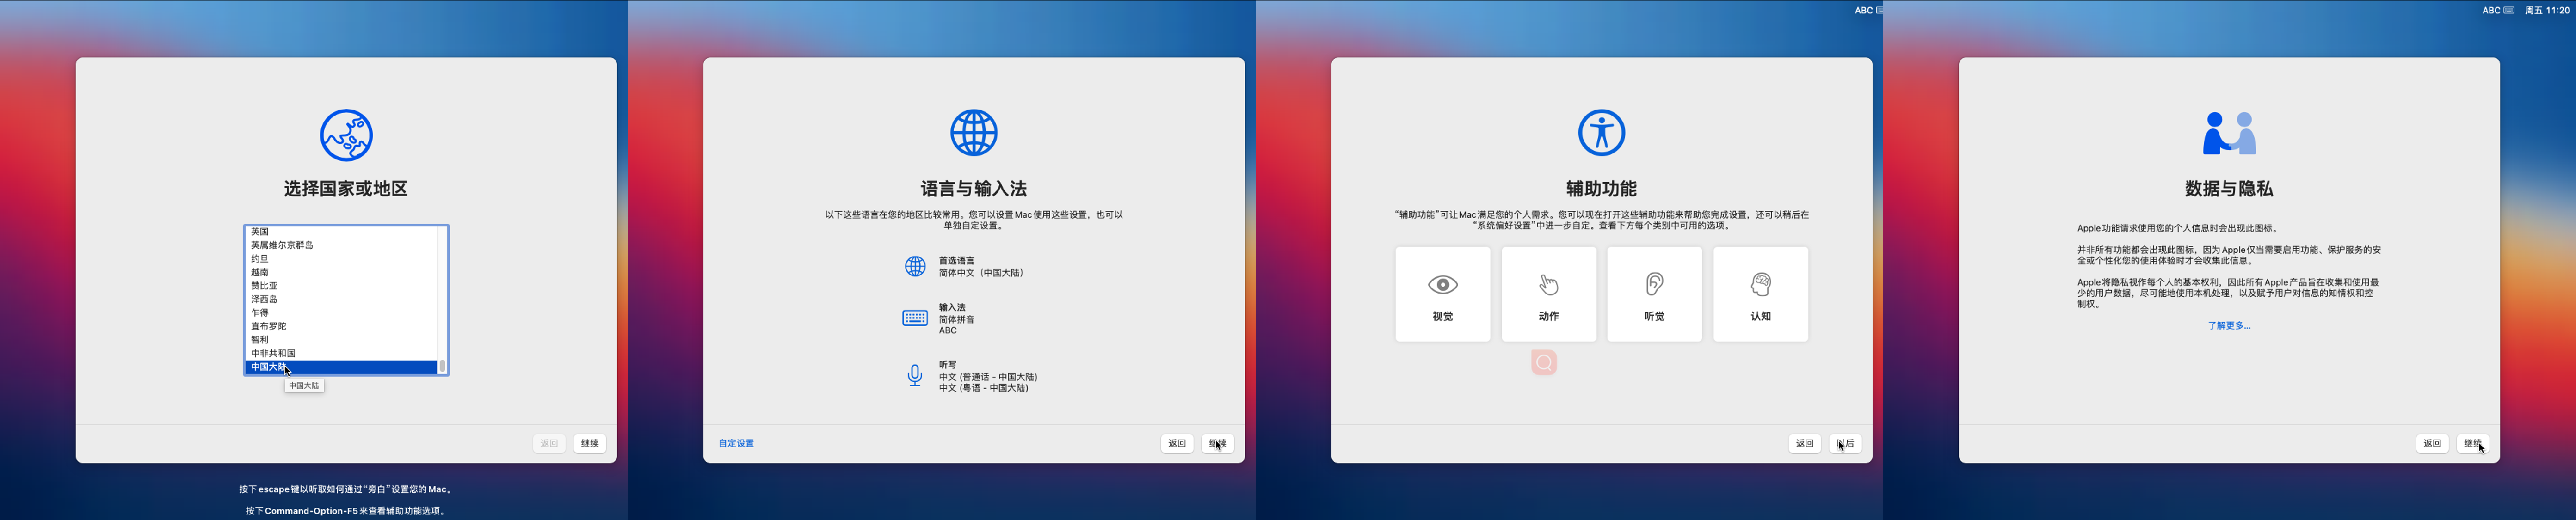 选择国家或地区
英国
英属维尔京群岛
约旦
越南
赞比亚
泽西岛
乍得
直布罗陀
智利
中非共和国
中国大陆
中国大陆
返回
继续
按下escape键以听取如何通过“旁白”设置您的Mac。
按下Command-Option-F5来查看辅助功能选项。
语言与输入法
以下这些语言在您的地区比较常用。您可以设置Mac使用这些设置，也可以
单独自定设置。
首选语言
简体中文（中国大陆）
输入法
简体拼音
ABC
听写
中文 (普通话 - 中国大陆)
中文 (粤语 - 中国大陆)
自定设置
返回
继续
ABC
辅助功能
“辅助功能”可让Mac满足您的个人需求。您可以现在打开这些辅助功能来帮助您完成设置，还可以稍后在
“系统偏好设置”中进一步自定。查看下方每个类别中可用的选项。
视觉
动作
听觉
认知
返回
以后
ABC
周五 11:20
数据与隐私
Apple功能请求使用您的个人信息时会出现此图标。
并非所有功能都会出现此图标，因为Apple仅当需要启用功能、保护服务的安
全或个性化您的使用体验时才会收集此信息。
Apple将隐私视作每个人的基本权利，因此所有Apple产品旨在收集和使用最
少的用户数据，尽可能地使用本机处理，以及赋予用户对信息的知情权和控
制权。
了解更多...
返回
继续